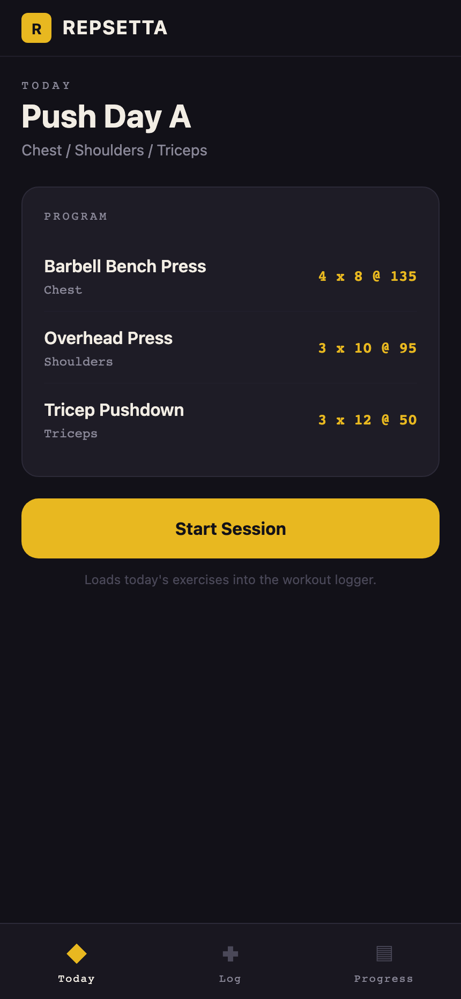 R REPSETTA
TODAY
Push Day A
Chest / Shoulders / Triceps
PROGRAM
Barbell Bench Press
Chest
4 x 8 @ 135
Overhead Press
Shoulders
3 x 10 @ 95
Tricep Pushdown
Triceps
3 x 12 @ 50
Start Session
Loads today's exercises into the workout logger.
Today
Log
Progress